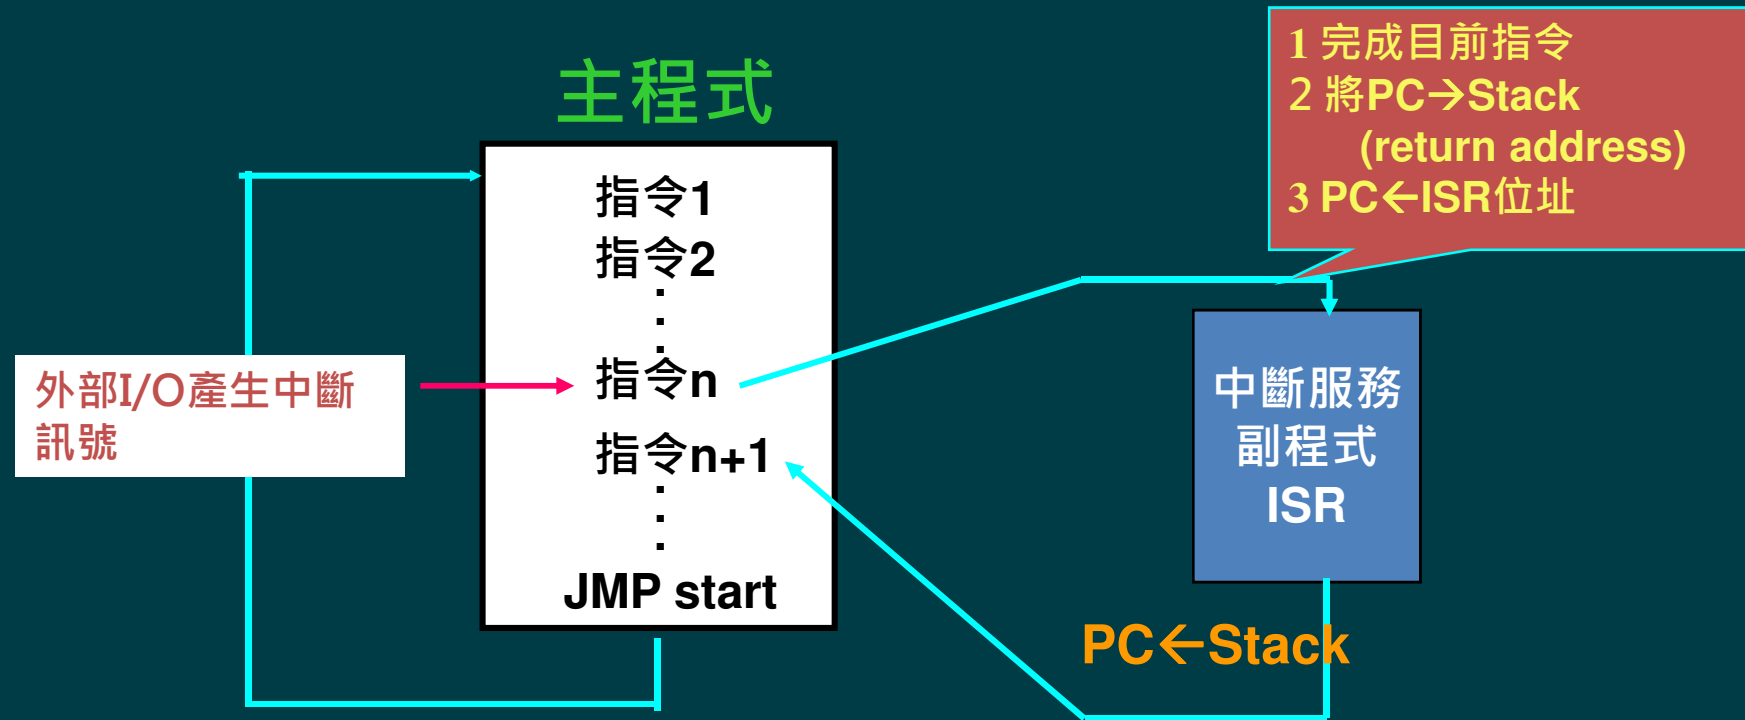 主程式
1 完成目前指令
2 將PC→Stack
(return address)
3 PC←ISR位址
指令1
指令2
指令n
指令n+1
JMP start
外部I/O產生中斷
訊號
中斷服務
副程式
ISR
PC←Stack